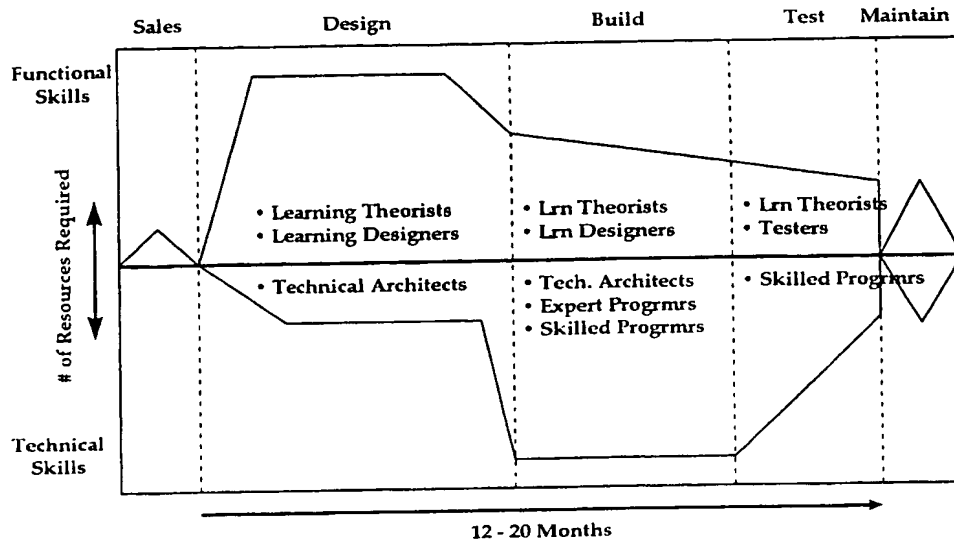 Sales
Design
Build
Test
Maintain
Functional
Skills
# of Resources Required
• Learning Theorists
• Learning Designers
• Lrn Theorists
• Lrn Designers
• Lrn Theorists
• Testers
• Technical Architects
• Tech. Architects
• Expert Progrmrs
• Skilled Progrmrs
• Skilled Progrmrs
Technical
Skills
12 - 20 Months